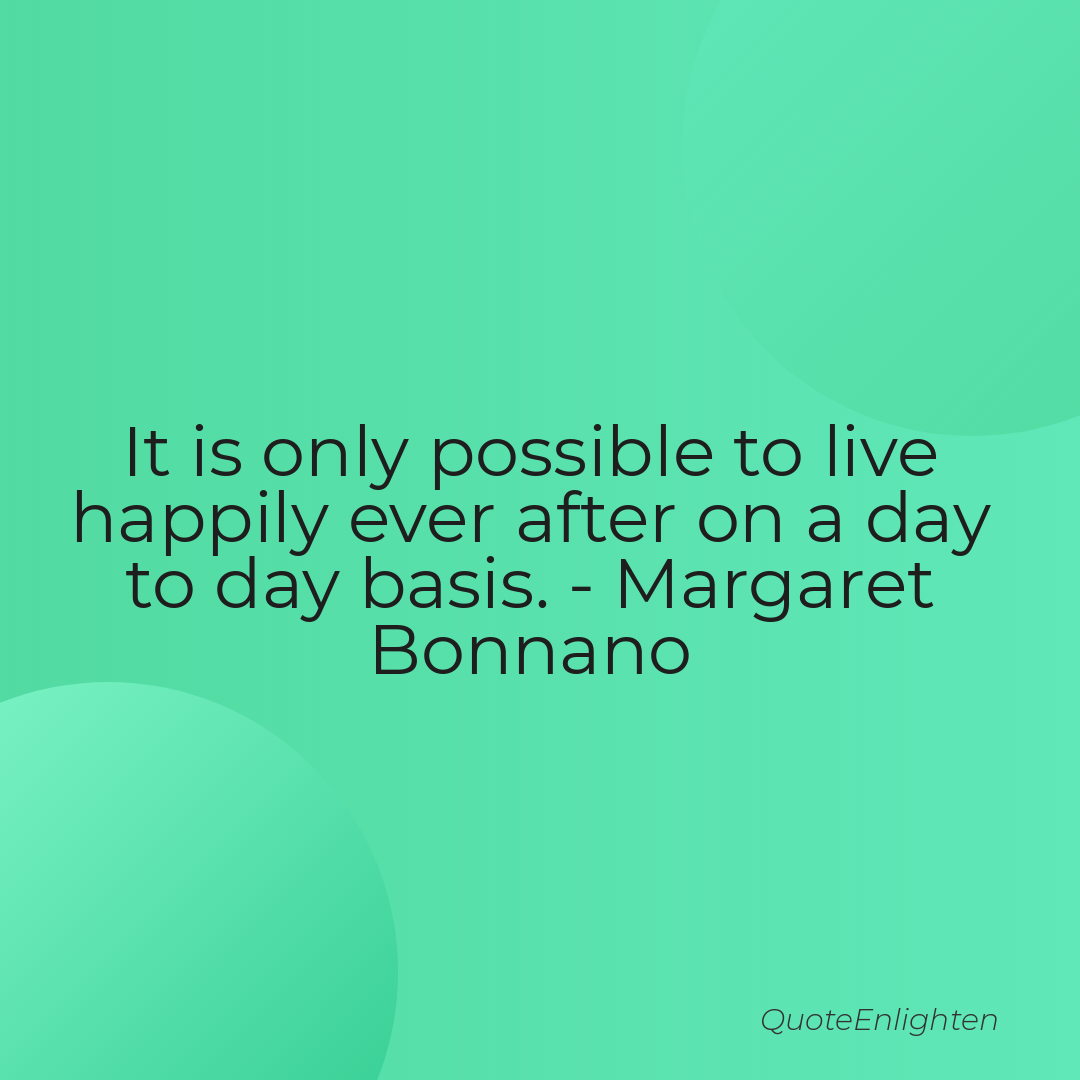 It is only possible to live
happily ever after on a day
to day basis. - Margaret
Bonnano
QuoteEnlighten